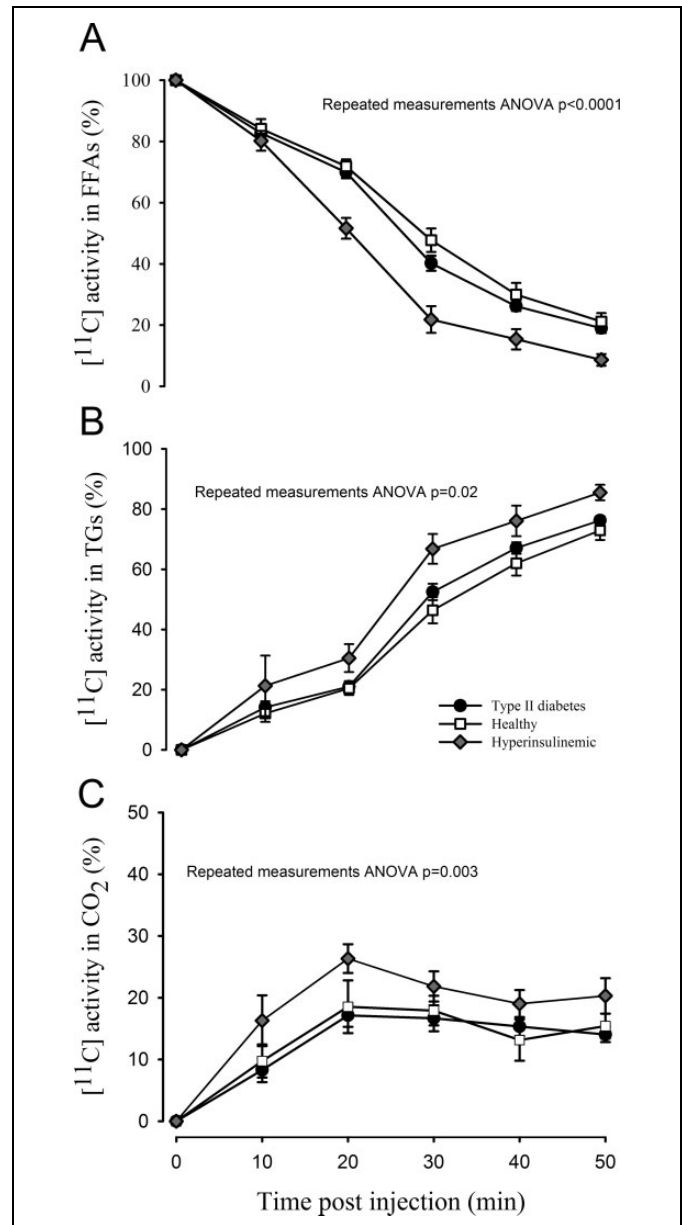 A
[¹¹C] activity in FFAs (%)
100
80
60
40
20
0
Repeated measurements ANOVA p<0.0001
B
[¹¹C] activity in TGs (%)
100
80
60
40
20
0
Repeated measurements ANOVA p=0.02
Type II diabetes
Healthy
Hyperinsulinemic
C
[¹¹C] activity in CO₂ (%)
50
40
30
20
10
0
Repeated measurements ANOVA p=0.003
0 10 20 30 40 50
Time post injection (min)